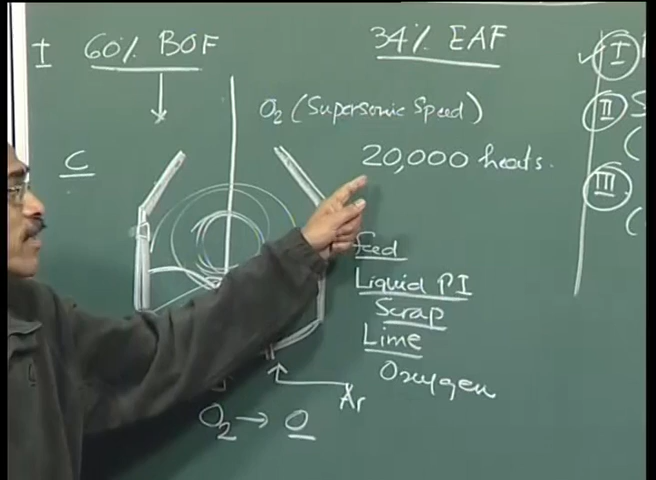 I 60% BOF 34% EAF
O2 (Supersonic Speed)
C
20,000 heats.
Feed
Liquid PI
Scrap
Lime
Oxygen
Ar
O2 → O
I
II S
(
III
(